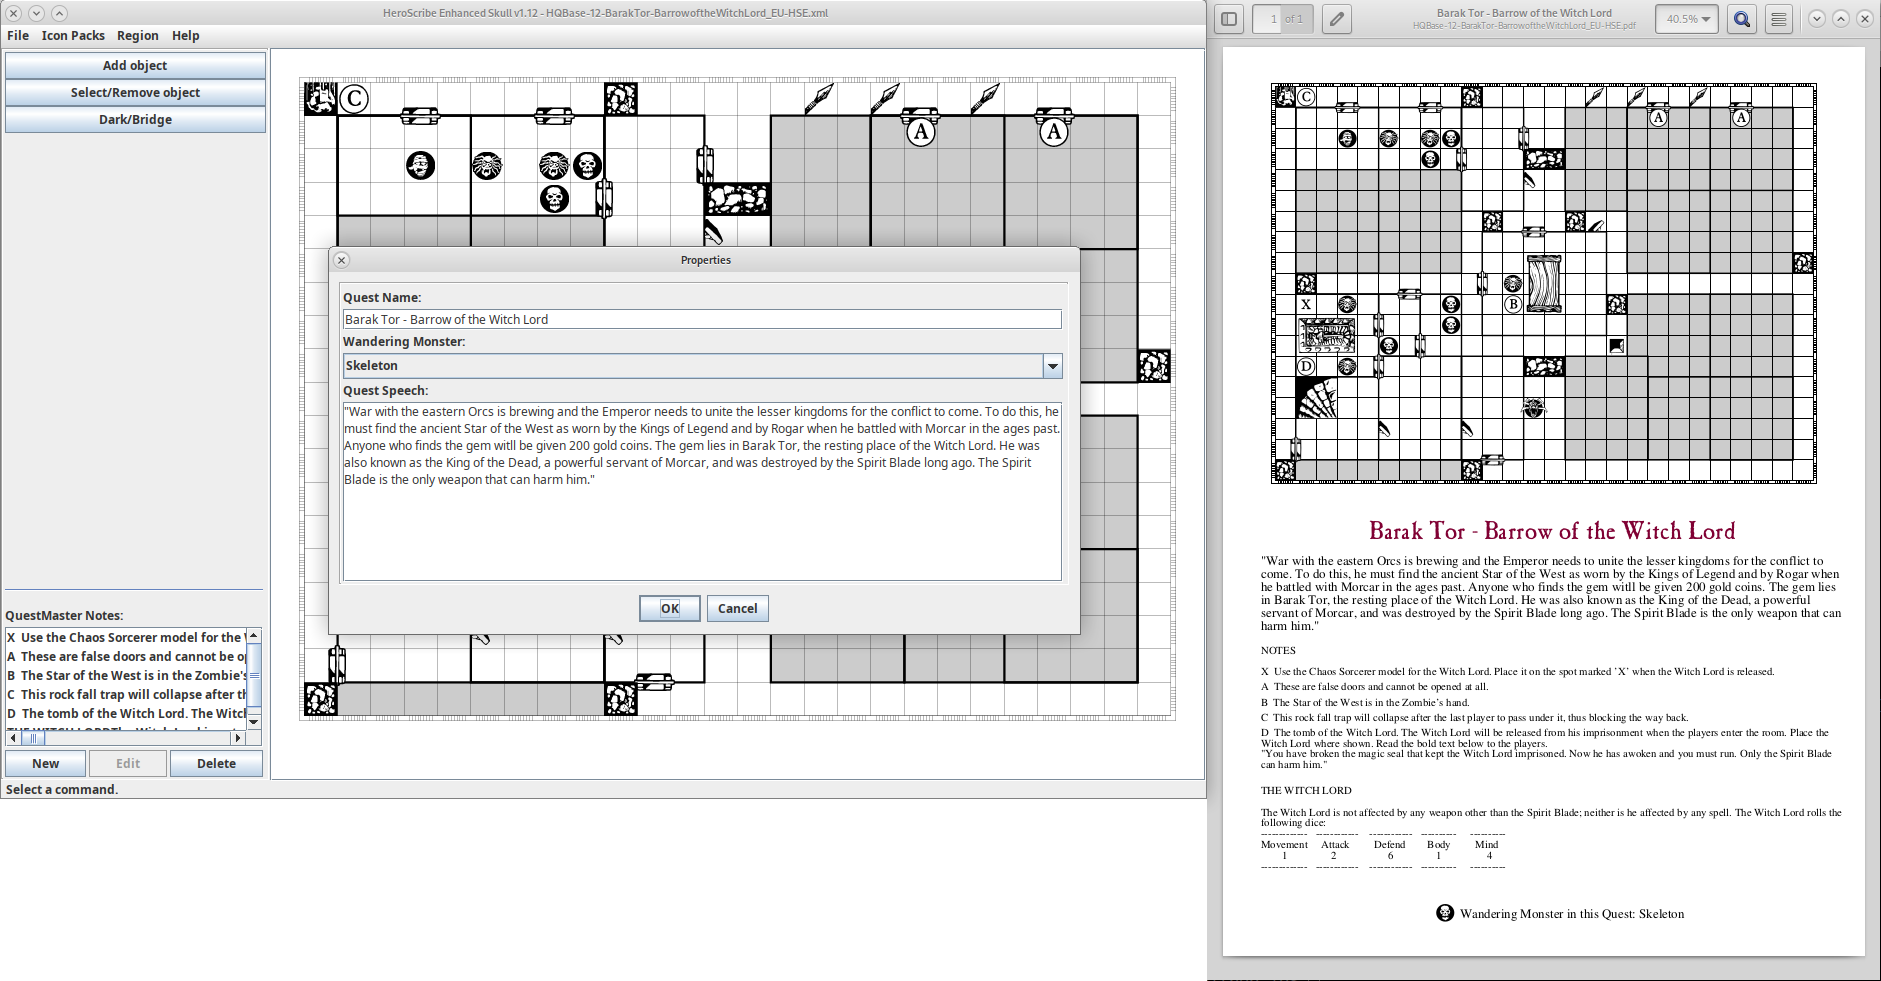 HeroScribe Enhanced Skull v1.12 - HQBase-12-BarakTor-BarrowoftheWitchLord_EU-HSE.xml
File Icon Packs Region Help
Add object
Select/Remove object
Dark/Bridge
C
A A
Properties
Quest Name:
Barak Tor - Barrow of the Witch Lord
Wandering Monster:
Skeleton
Quest Speech:
"War with the eastern Orcs is brewing and the Emperor needs to unite the lesser kingdoms for the conflict to come. To do this, he
must find the ancient Star of the West as worn by the Kings of Legend and by Rogar when he battled with Morcar in the ages past.
Anyone who finds the gem witll be given 200 gold coins. The gem lies in Barak Tor, the resting place of the Witch Lord. He was
also known as the King of the Dead, a powerful servant of Morcar, and was destroyed by the Spirit Blade long ago. The Spirit
Blade is the only weapon that can harm him."
OK Cancel
QuestMaster Notes:
X Use the Chaos Sorcerer model for the
A These are false doors and cannot be
B The Star of the West is in the Zombie's
C This rock fall trap will collapse after
D The tomb of the Witch Lord. The
New Edit Delete
Select a command.
1 of 1
Barak Tor - Barrow of the Witch Lord
HQBase-12-BarakTor-BarrowoftheWitchLord_EU-HSE.pdf
40.5%
C
A A
X B
D
Barak Tor - Barrow of the Witch Lord
"War with the eastern Orcs is brewing and the Emperor needs to unite the lesser kingdoms for the conflict to
come. To do this, he must find the ancient Star of the West as worn by the Kings of Legend and by Rogar when
he battled with Morcar in the ages past. Anyone who finds the gem witll be given 200 gold coins. The gem lies
in Barak Tor, the resting place of the Witch Lord. He was also known as the King of the Dead, a powerful
servant of Morcar, and was destroyed by the Spirit Blade long ago. The Spirit Blade is the only weapon that can
harm him."
NOTES
X Use the Chaos Sorcerer model for the Witch Lord. Place it on the spot marked 'X' when the Witch Lord is released.
A These are false doors and cannot be opened at all.
B The Star of the West is in the Zombie's hand.
C This rock fall trap will collapse after the last player to pass under it, thus blocking the way back.
D The tomb of the Witch Lord. The Witch Lord will be released from his imprisonment when the players enter the room. Place the
Witch Lord where shown. Read the bold text below to the players.
"You have broken the magic seal that kept the Witch Lord imprisoned. Now he has awoken and you must run. Only the Spirit Blade
can harm him."
THE WITCH LORD
The Witch Lord is not affected by any weapon other than the Spirit Blade; neither is he affected by any spell. The Witch Lord rolls the
following dice:
Movement Attack Defend Body Mind
1 2 6 1 4
Wandering Monster in this Quest: Skeleton